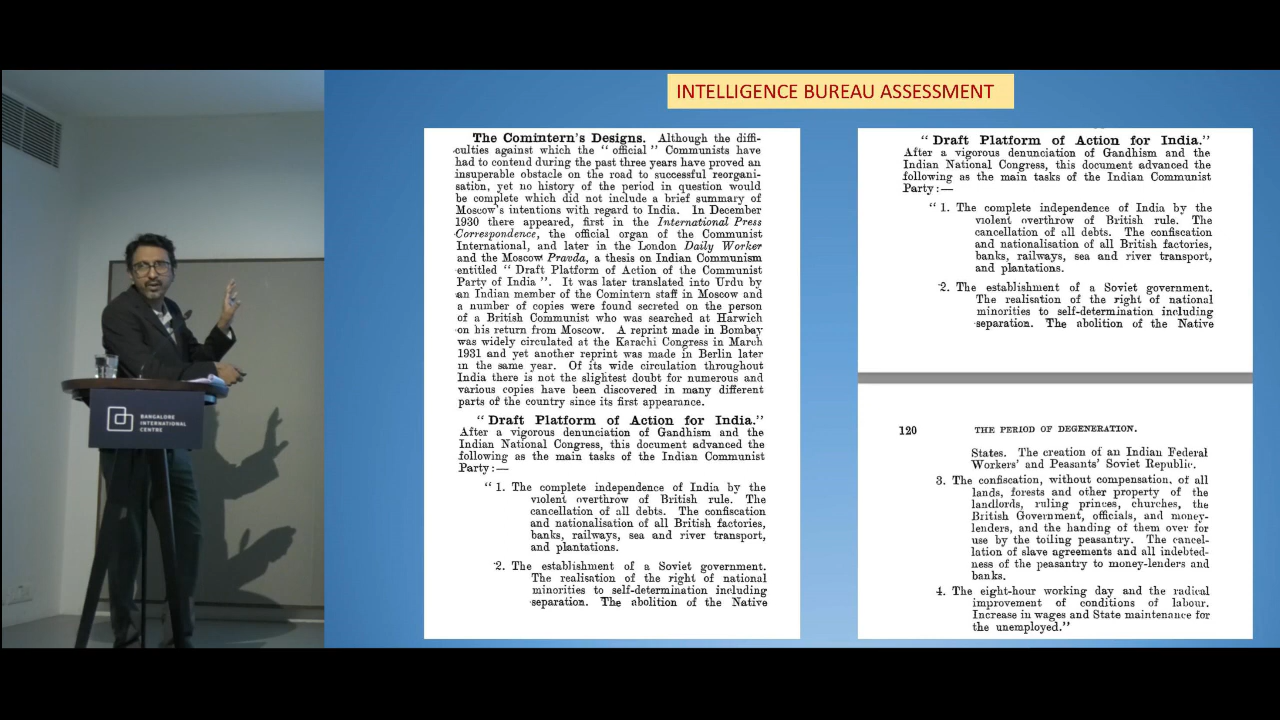 INTELLIGENCE BUREAU ASSESSMENT
The Comintern's Designs. Although the diffi-
culties against which the "official" Communists have
had to contend during the past three years have proved an
insuperable obstacle on the road to successful reorgani-
sation, yet no history of the period in question would
be complete which did not include a brief summary of
Moscow's intentions with regard to India. In December
1930 there appeared, first in the International Press
Correspondence, the official organ of the Communist
International, and later in the London Daily Worker
and the Moscow Pravda, a thesis on Indian Communism
entitled "Draft Platform of Action of the Communist
Party of India". It was later translated into Urdu by
an Indian member of the Comintern staff in Moscow and
a number of copies were found secreted on the person
of a British Communist who was searched at Harwich
on his return from Moscow. A reprint made in Bombay
was widely circulated at the Karachi Congress in March
1931 and yet another reprint was made in Berlin later
in the same year. Of its wide circulation throughout
India there is not the slightest doubt for numerous and
various copies have been discovered in many different
parts of the country since its first appearance.
"Draft Platform of Action for India."
After a vigorous denunciation of Gandhism and the
Indian National Congress, this document advanced the
following as the main tasks of the Indian Communist
Party:—
"1. The complete independence of India by the
violent overthrow of British rule. The
cancellation of all debts. The confiscation
and nationalisation of all British factories,
banks, railways, sea and river transport,
and plantations.
2. The establishment of a Soviet government.
The realisation of the right of national
minorities to self-determination including
separation. The abolition of the Native
"Draft Platform of Action for India."
After a vigorous denunciation of Gandhism and the
Indian National Congress, this document advanced the
following as the main tasks of the Indian Communist
Party:—
"1. The complete independence of India by the
violent overthrow of British rule. The
cancellation of all debts. The confiscation
and nationalisation of all British factories,
banks, railways, sea and river transport,
and plantations.
2. The establishment of a Soviet government.
The realisation of the right of national
minorities to self-determination including
separation. The abolition of the Native
120 THE PERIOD OF DEGENERATION.
States. The creation of an Indian Federal
Workers' and Peasants' Soviet Republic.
3. The confiscation, without compensation, of all
lands, forests and other property of the
landlords, ruling princes, churches, the
British Government, officials, and money-
lenders, and the handing of them over for
use by the toiling peasantry. The cancel-
lation of slave agreements and all indebted-
ness of the peasantry to money-lenders and
banks.
4. The eight-hour working day and the radical
improvement of conditions of labour.
Increase in wages and State maintenance for
the unemployed."
BANGALORE
INTERNATIONAL
CENTRE